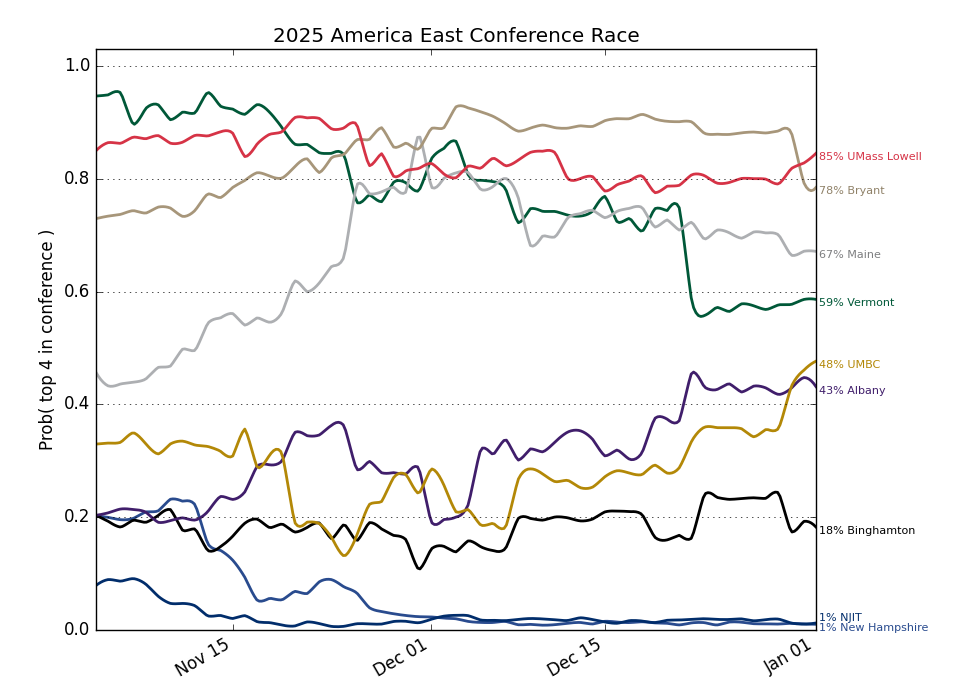 2025 America East Conference Race
1.0
0.8
0.6
0.4
0.2
0.0
Prob( top 4 in conference )
Nov 15
Dec 01
Dec 15
Jan 01
85% UMass Lowell
78% Bryant
67% Maine
59% Vermont
48% UMBC
43% Albany
18% Binghamton
1% NJIT
1% New Hampshire